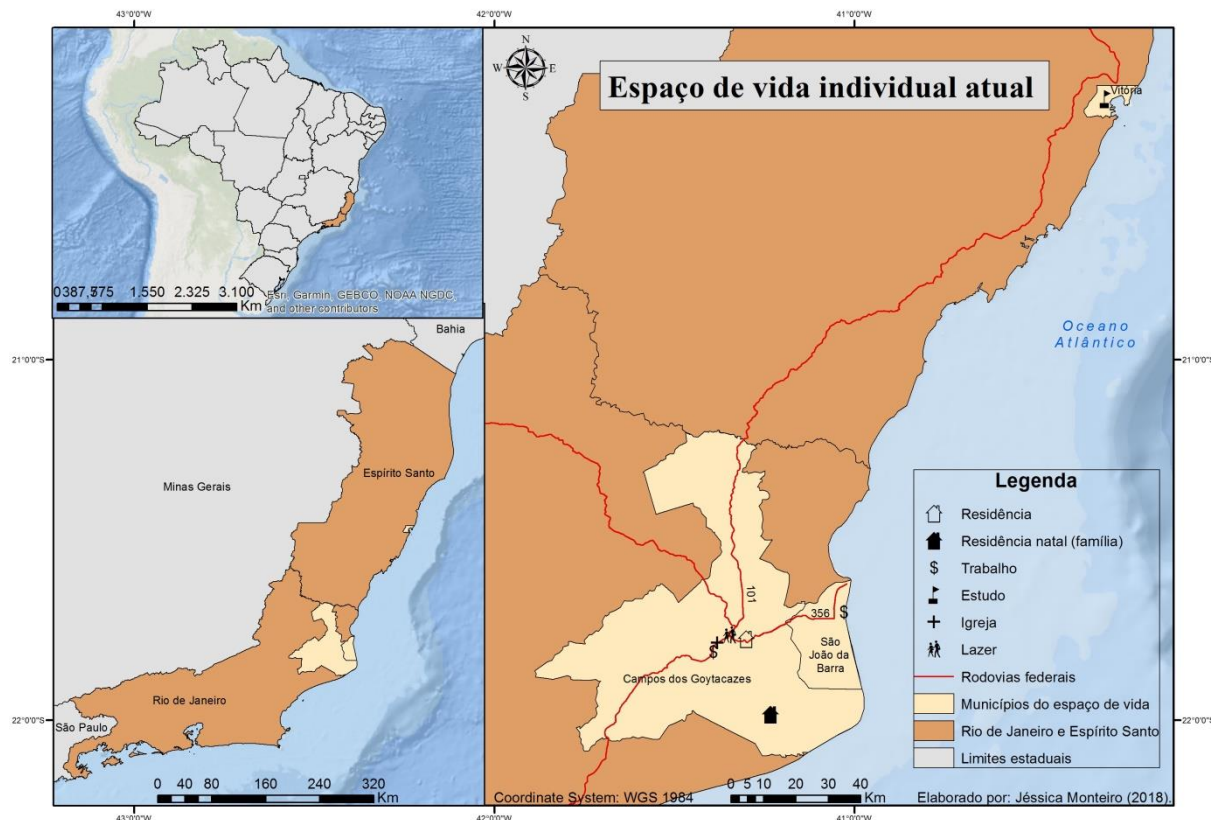 43°0'0"W
42°0'0"W
41°0'0"W
N
W E
S
Espaço de vida individual atual
Vitória
0387,5775 1.550 2.325 3.100
Km
Esri, Garmin, GEBCO, NOAA NGDC,
and other contributors
Bahia
Oceano
Atlântico
21°0'0"S
21°0'0"S
Espírito Santo
Minas Gerais
Legenda
Residência
Residência natal (família)
$ Trabalho
Estudo
Igreja
Lazer
Rodovias federais
Municípios do espaço de vida
Rio de Janeiro e Espírito Santo
Limites estaduais
101
356
$
São
João da
Barra
$
Campos dos Goytacazes
Rio de Janeiro
São Paulo
22°0'0"S
22°0'0"S
0 40 80 160 240 320
Km
0 5 10 20 30 40
Km
Coordinate System: WGS 1984
Elaborado por: Jéssica Monteiro (2018).
43°0'0"W
42°0'0"W
41°0'0"W